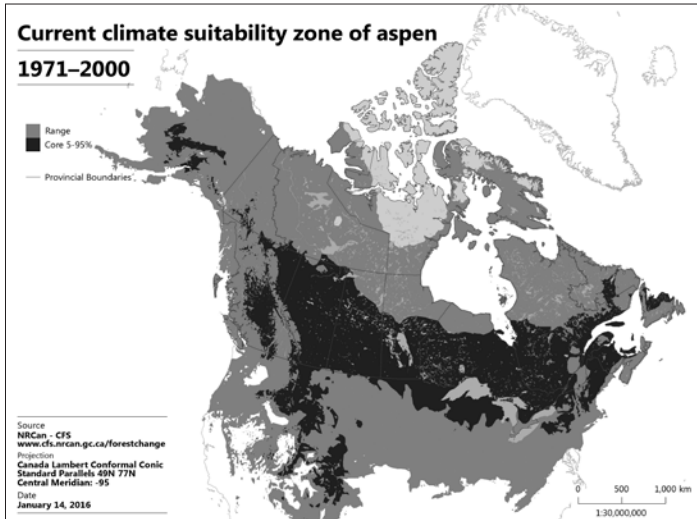 Current climate suitability zone of aspen
1971–2000
Range
Core 5-95%
Provincial Boundaries
Source
NRCan - CFS
www.cfs.nrcan.gc.ca/forestchange
Projection
Canada Lambert Conformal Conic
Standard Parallels 49N 77N
Central Meridian: -95
Date
January 14, 2016
0 500 1,000 km
1:30,000,000